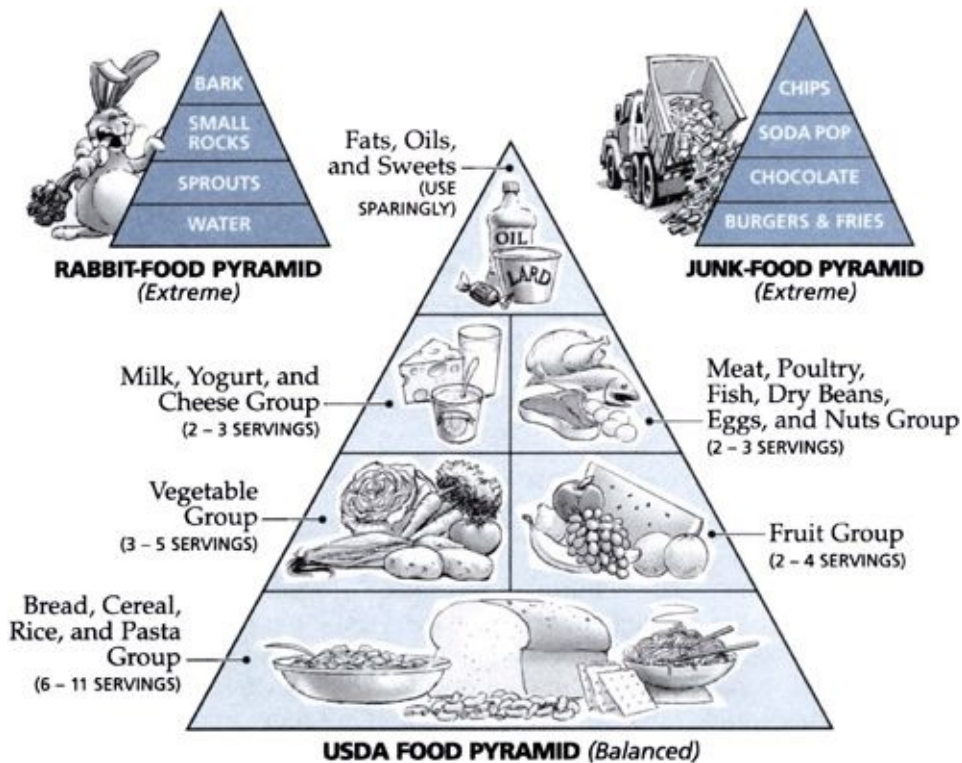 BARK
SMALL
ROCKS
SPROUTS
WATER
RABBIT-FOOD PYRAMID
(Extreme)
CHIPS
SODA POP
CHOCOLATE
BURGERS & FRIES
JUNK-FOOD PYRAMID
(Extreme)
Fats, Oils,
and Sweets
(USE
SPARINGLY)
OIL
LARD
Milk, Yogurt, and
Cheese Group
(2 – 3 SERVINGS)
Meat, Poultry,
Fish, Dry Beans,
Eggs, and Nuts Group
(2 – 3 SERVINGS)
Vegetable
Group
(3 – 5 SERVINGS)
Fruit Group
(2 – 4 SERVINGS)
Bread, Cereal,
Rice, and Pasta
Group
(6 – 11 SERVINGS)
USDA FOOD PYRAMID (Balanced)